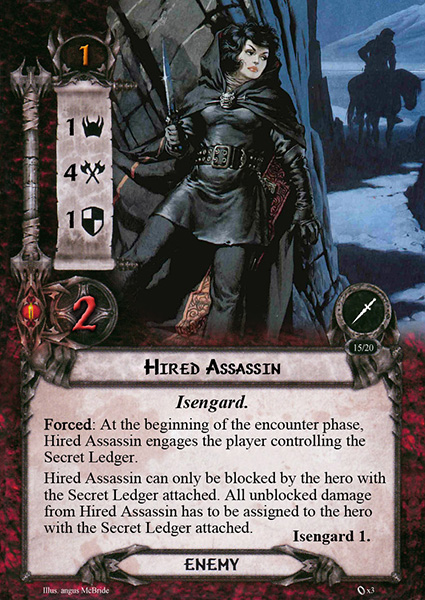 1
1
4
1
2
15/20
Hired Assassin
Isengard.
Forced: At the beginning of the encounter phase,
Hired Assassin engages the player controlling the
Secret Ledger.
Hired Assassin can only be blocked by the hero with
the Secret Ledger attached. All unblocked damage
from Hired Assassin has to be assigned to the hero
with the Secret Ledger attached.
Isengard 1.
ENEMY
Illus. angus McBride
x3